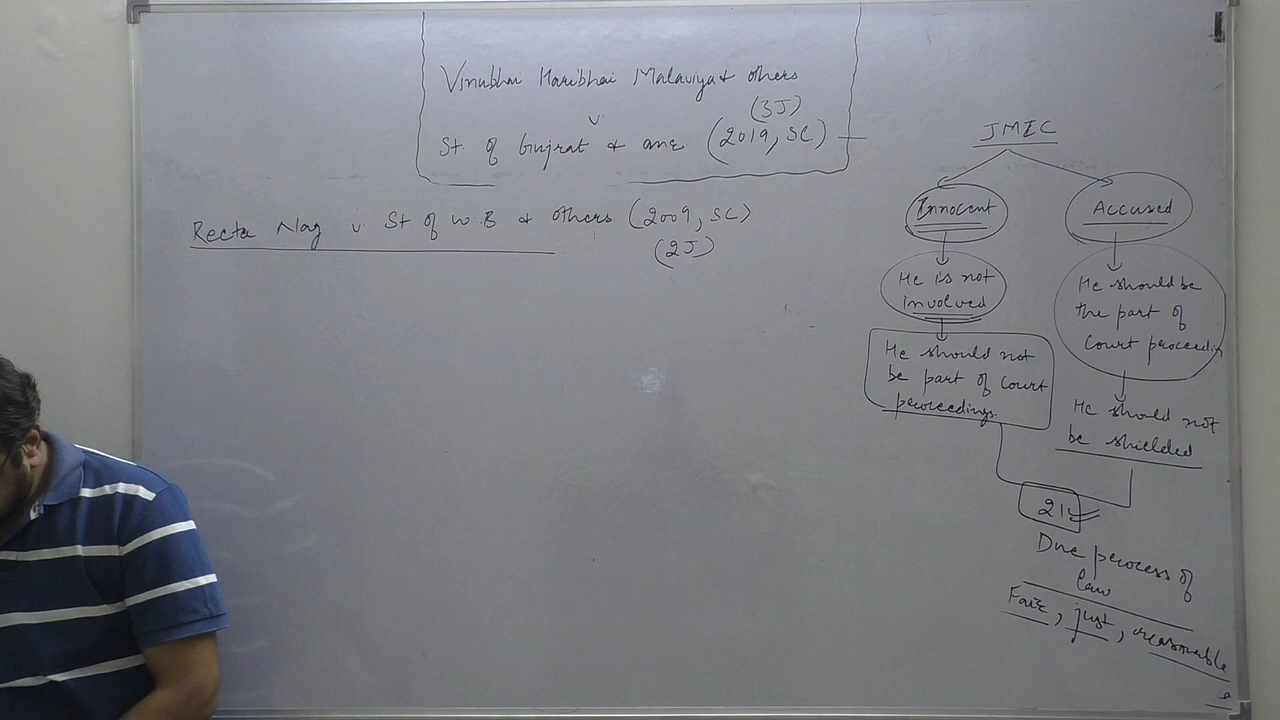 Vinubhai Haribhai Malaviya & others
(3J)
v.
St. of Gujrat & anr. (2019, SC)
Reeta Nag v. St of W.B & others (2009, SC)
(2J)
JMIC
Innocent
He is not
involved
He should not
be part of court
proceedings.
Accused
He should be
the part of
court proceedin
He should not
be shielded
21
Due process of
law
Fair, just, reasonable